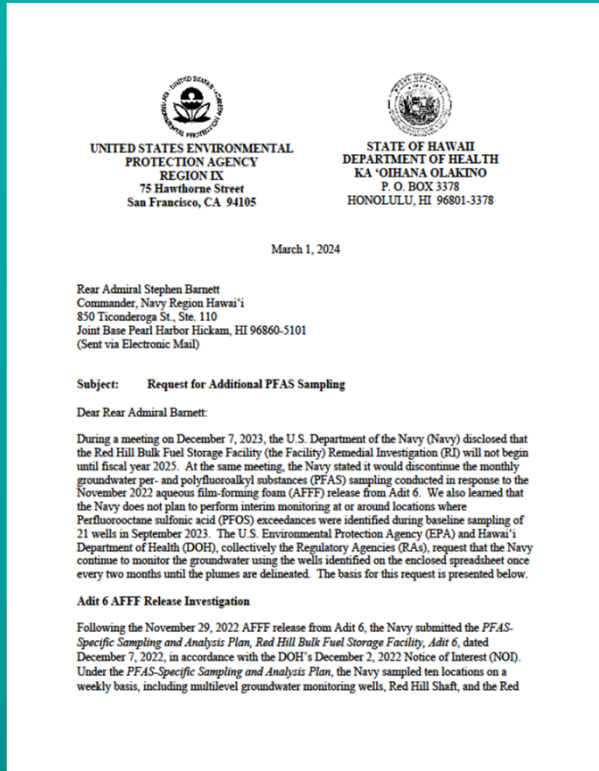 UNITED STATES ENVIRONMENTAL
PROTECTION AGENCY
REGION IX
75 Hawthorne Street
San Francisco, CA 94105
STATE OF HAWAII
DEPARTMENT OF HEALTH
KA ‘OIHANA OLAKINO
P. O. BOX 3378
HONOLULU, HI 96801-3378
March 1, 2024
Rear Admiral Stephen Barnett
Commander, Navy Region Hawai‘i
850 Ticonderoga St., Ste. 110
Joint Base Pearl Harbor Hickam, HI 96860-5101
(Sent via Electronic Mail)
Subject: Request for Additional PFAS Sampling
Dear Rear Admiral Barnett:
During a meeting on December 7, 2023, the U.S. Department of the Navy (Navy) disclosed that
the Red Hill Bulk Fuel Storage Facility (the Facility) Remedial Investigation (RI) will not begin
until fiscal year 2025. At the same meeting, the Navy stated it would discontinue the monthly
groundwater per- and polyfluoroalkyl substances (PFAS) sampling conducted in response to the
November 2022 aqueous film-forming foam (AFFF) release from Adit 6. We also learned that
the Navy does not plan to perform interim monitoring at or around locations where
Perfluorooctane sulfonic acid (PFOS) exceedances were identified during baseline sampling of
21 wells in September 2023. The U.S. Environmental Protection Agency (EPA) and Hawai‘i
Department of Health (DOH), collectively the Regulatory Agencies (RAs), request that the Navy
continue to monitor the groundwater using the wells identified on the enclosed spreadsheet once
every two months until the plumes are delineated. The basis for this request is presented below.
Adit 6 AFFF Release Investigation
Following the November 29, 2022 AFFF release from Adit 6, the Navy submitted the PFAS-
Specific Sampling and Analysis Plan, Red Hill Bulk Fuel Storage Facility, Adit 6, dated
December 7, 2022, in accordance with the DOH’s December 2, 2022 Notice of Interest (NOI).
Under the PFAS-Specific Sampling and Analysis Plan, the Navy sampled ten locations on a
weekly basis, including multilevel groundwater monitoring wells, Red Hill Shaft, and the Red